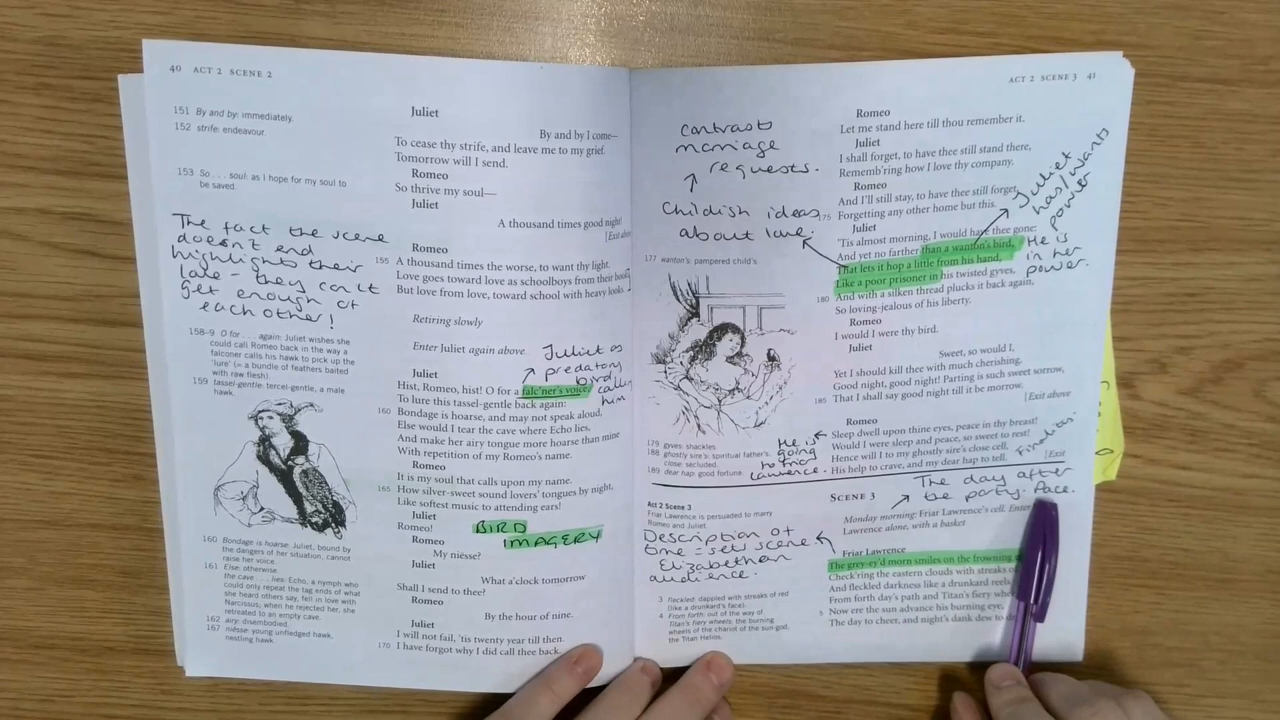 40 ACT 2 SCENE 2
151 By and by: immediately.
152 strife: endeavour.
153 So . . . soul: as I hope for my soul to
be saved.
The fact the scene
doesn't end
highlights their
love - they can't
get enough of
each other!
158–9 O for . . . again: Juliet wishes she
could call Romeo back in the way a
falconer calls his hawk to pick up the
'lure' (= a bundle of feathers baited
with raw flesh).
159 tassel-gentle: tercel-gentle, a male
hawk.
160 Bondage is hoarse: Juliet, bound by
the dangers of her situation, cannot
raise her voice.
161 Else: otherwise.
the cave . . . lies: Echo, a nymph who
could only repeat the tag ends of what
she heard others say, fell in love with
Narcissus; when he rejected her, she
retreated to an empty cave.
162 airy: disembodied.
167 niësse: young unfledged hawk,
nestling hawk.
Juliet
By and by I come—
To cease thy strife, and leave me to my grief.
Tomorrow will I send.
Romeo
So thrive my soul—
Juliet
A thousand times good night!
[Exit above
Romeo
155 A thousand times the worse, to want thy light.
Love goes toward love as schoolboys from their books,
But love from love, toward school with heavy looks.
Retiring slowly
Enter Juliet again above
Juliet as
predatory
bird
calling
him
Juliet
Hist, Romeo, hist! O for a falc'ner's voice,
To lure this tassel-gentle back again:
160 Bondage is hoarse, and may not speak aloud,
Else would I tear the cave where Echo lies,
And make her airy tongue more hoarse than mine
With repetition of my Romeo's name.
Romeo
It is my soul that calls upon my name.
165 How silver-sweet sound lovers' tongues by night,
Like softest music to attending ears!
Juliet
Romeo!
BIRD
IMAGERY
Romeo
My niësse?
Juliet
What a'clock tomorrow
Shall I send to thee?
Romeo
By the hour of nine.
Juliet
I will not fail, 'tis twenty year till then.
170 I have forgot why I did call thee back.
ACT 2 SCENE 3 41
contrasts
marriage
requests.
Childish ideas
about love.
177 wanton's: pampered child's.
179 gyves: shackles.
188 ghostly sire's: spiritual father's.
close: secluded.
189 dear hap: good fortune.
He is
going
to friar
Lawrence.
Romeo
Let me stand here till thou remember it.
Juliet
I shall forget, to have thee still stand there,
Rememb'ring how I love thy company.
Romeo
And I'll still stay, to have thee still forget,
175 Forgetting any other home but this.
Juliet
'Tis almost morning, I would have thee gone:
And yet no farther than a wanton's bird,
That lets it hop a little from his hand,
Like a poor prisoner in his twisted gyves,
180 And with a silken thread plucks it back again,
So loving-jealous of his liberty.
Juliet
has/wants
power
He is
in her
power.
Romeo
I would I were thy bird.
Juliet
Sweet, so would I,
Yet I should kill thee with much cherishing.
Good night, good night! Parting is such sweet sorrow,
185 That I shall say good night till it be morrow.
[Exit above
Romeo
Sleep dwell upon thine eyes, peace in thy breast!
Would I were sleep and peace, so sweet to rest!
Hence will I to my ghostly sire's close cell,
His help to crave, and my dear hap to tell.
[Exit
Finalities.
Act 2 Scene 3
Friar Lawrence is persuaded to marry
Romeo and Juliet.
Description of
time = sets scene
Elizabethan
audience.
3 fleckled: dappled with streaks of red
(like a drunkard's face).
4 From forth: out of the way of.
Titan's fiery wheels: the burning
wheels of the chariot of the sun-god,
the Titan Helios.
SCENE 3
The day after
the party. Pace.
Monday morning: Friar Lawrence's cell. Enter
Lawrence alone, with a basket
Friar Lawrence
The grey-ey'd morn smiles on the frowning
Check'ring the eastern clouds with streaks of
And fleckled darkness like a drunkard reels
From forth day's path and Titan's fiery
5 Now ere the sun advance his burning eye,
The day to cheer, and night's dank dew to